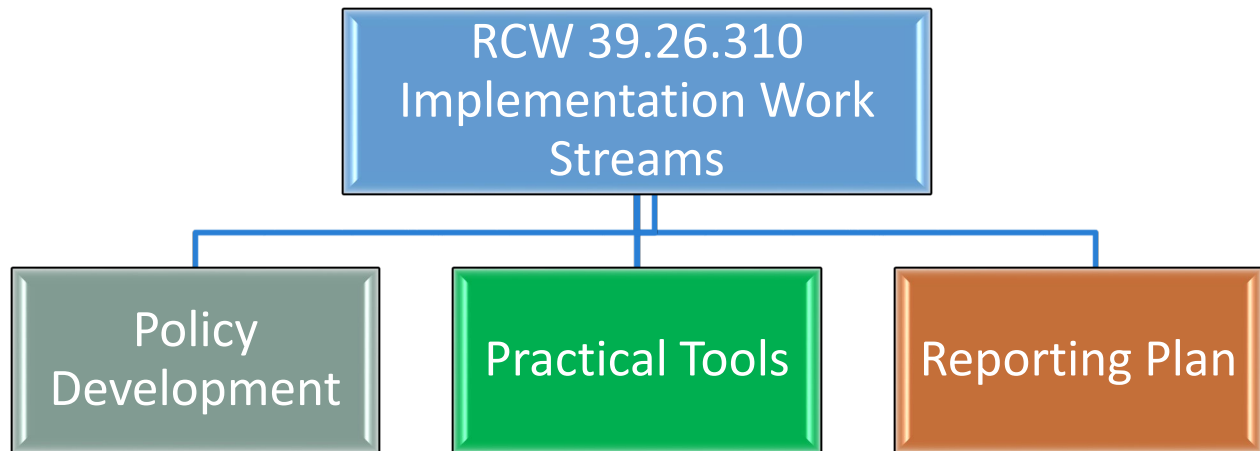 RCW 39.26.310
Implementation Work
Streams
Policy
Development
Practical Tools
Reporting Plan